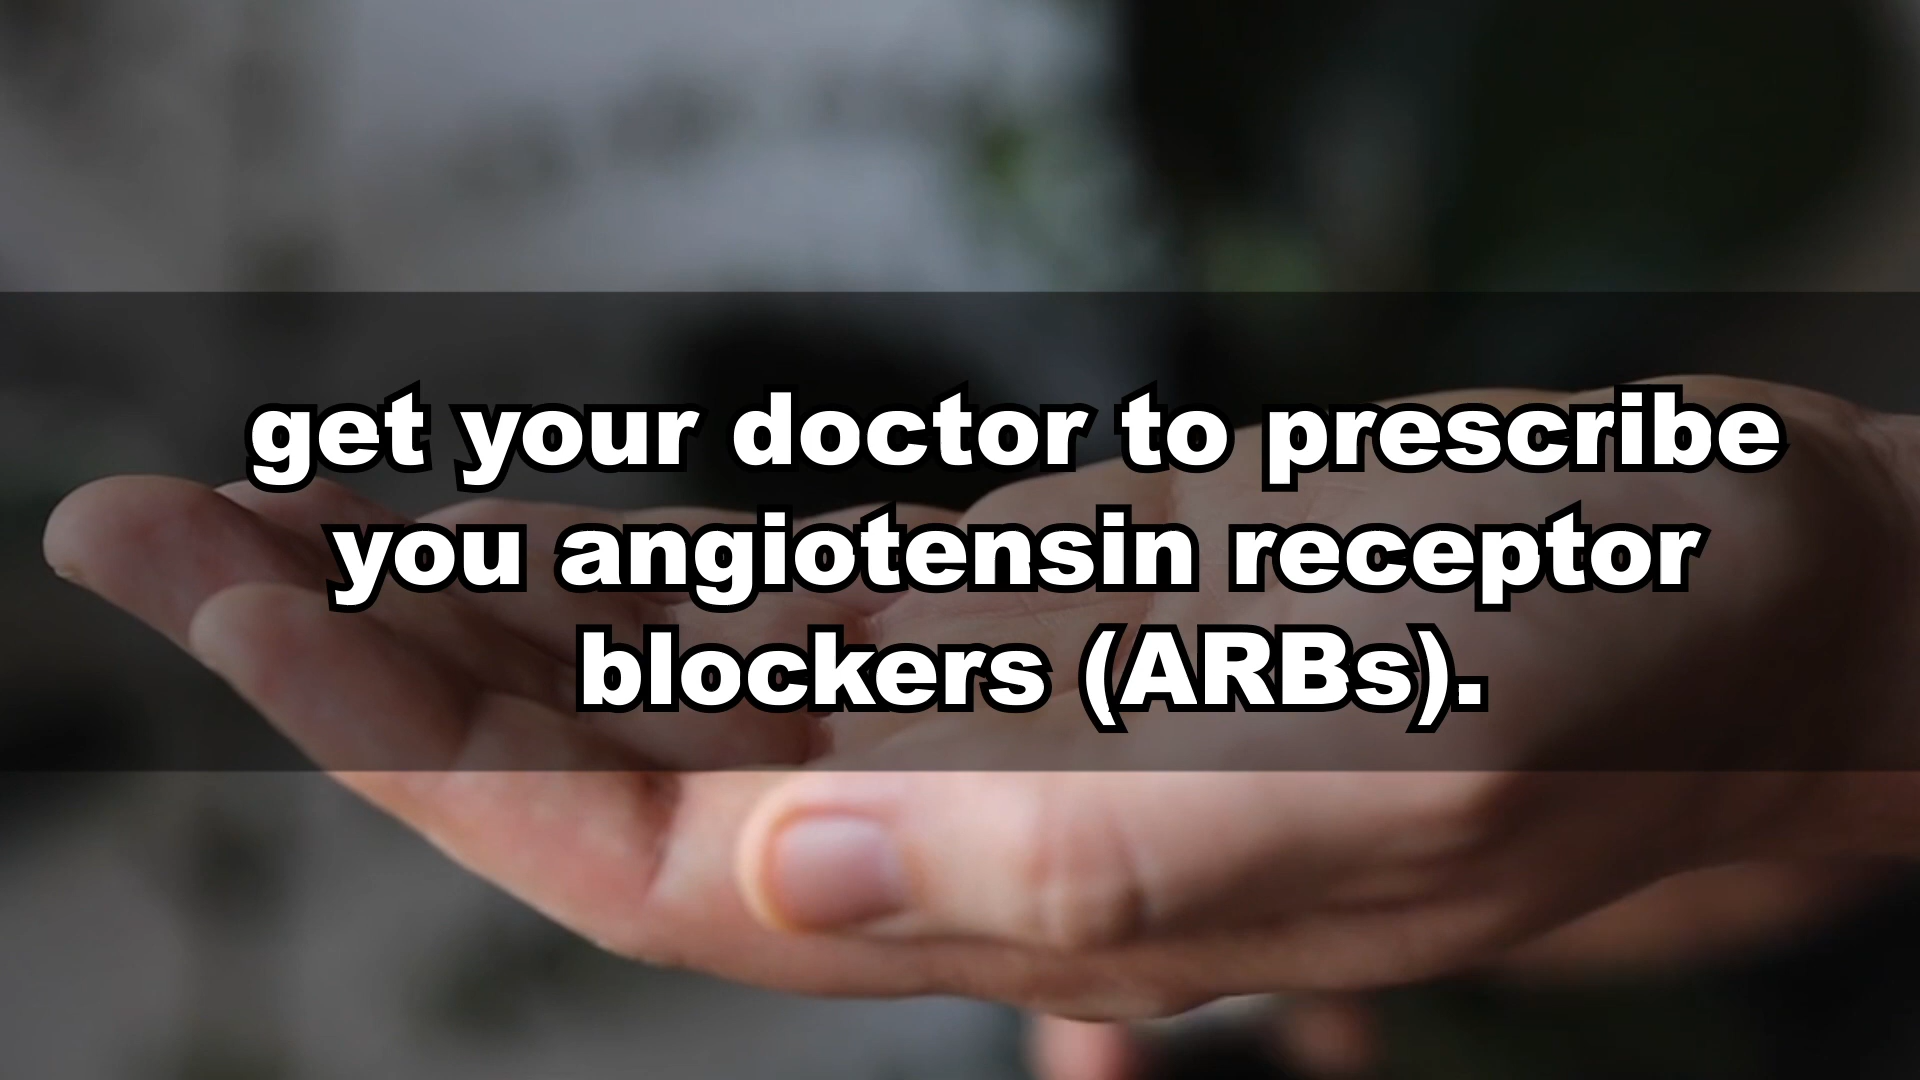 get your doctor to prescribe
you angiotensin receptor
blockers (ARBs).